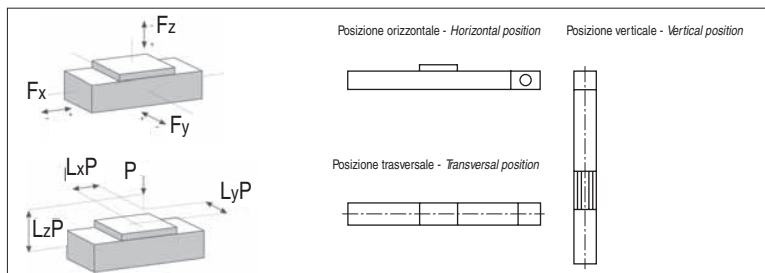 Fz
Fx
Fy
LxP
P
LyP
LzP
Posizione orizzontale - Horizontal position
Posizione verticale - Vertical position
Posizione trasversale - Transversal position